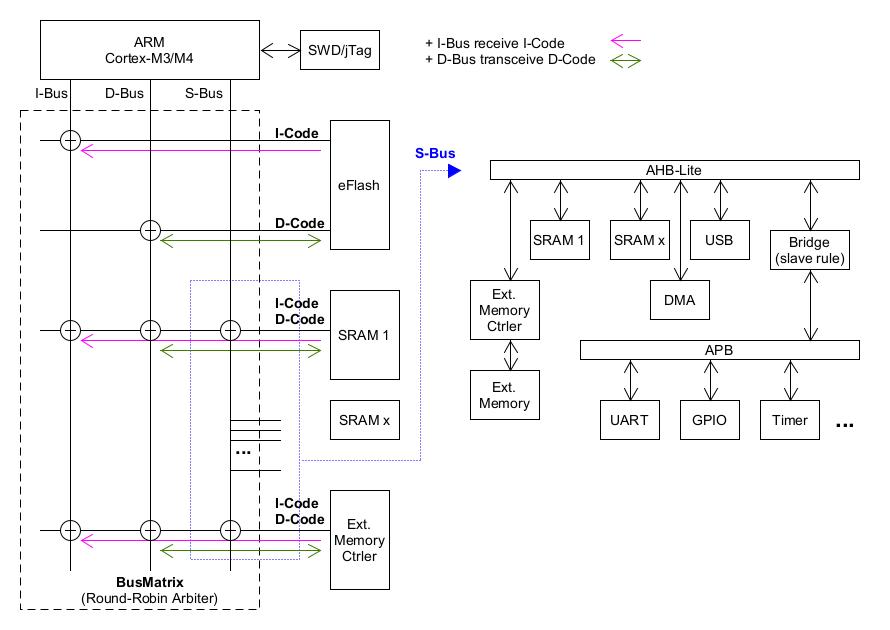 ARM
Cortex-M3/M4
SWD/jTag
+ I-Bus receive I-Code
+ D-Bus transceive D-Code
I-Bus
D-Bus
S-Bus
I-Code
eFlash
D-Code
I-Code
D-Code
SRAM 1
SRAM x
...
I-Code
D-Code
Ext.
Memory
Ctrler
BusMatrix
(Round-Robin Arbiter)
S-Bus
AHB-Lite
SRAM 1
SRAM x
USB
Bridge
(slave rule)
Ext.
Memory
Ctrler
DMA
APB
Ext.
Memory
UART
GPIO
Timer
...